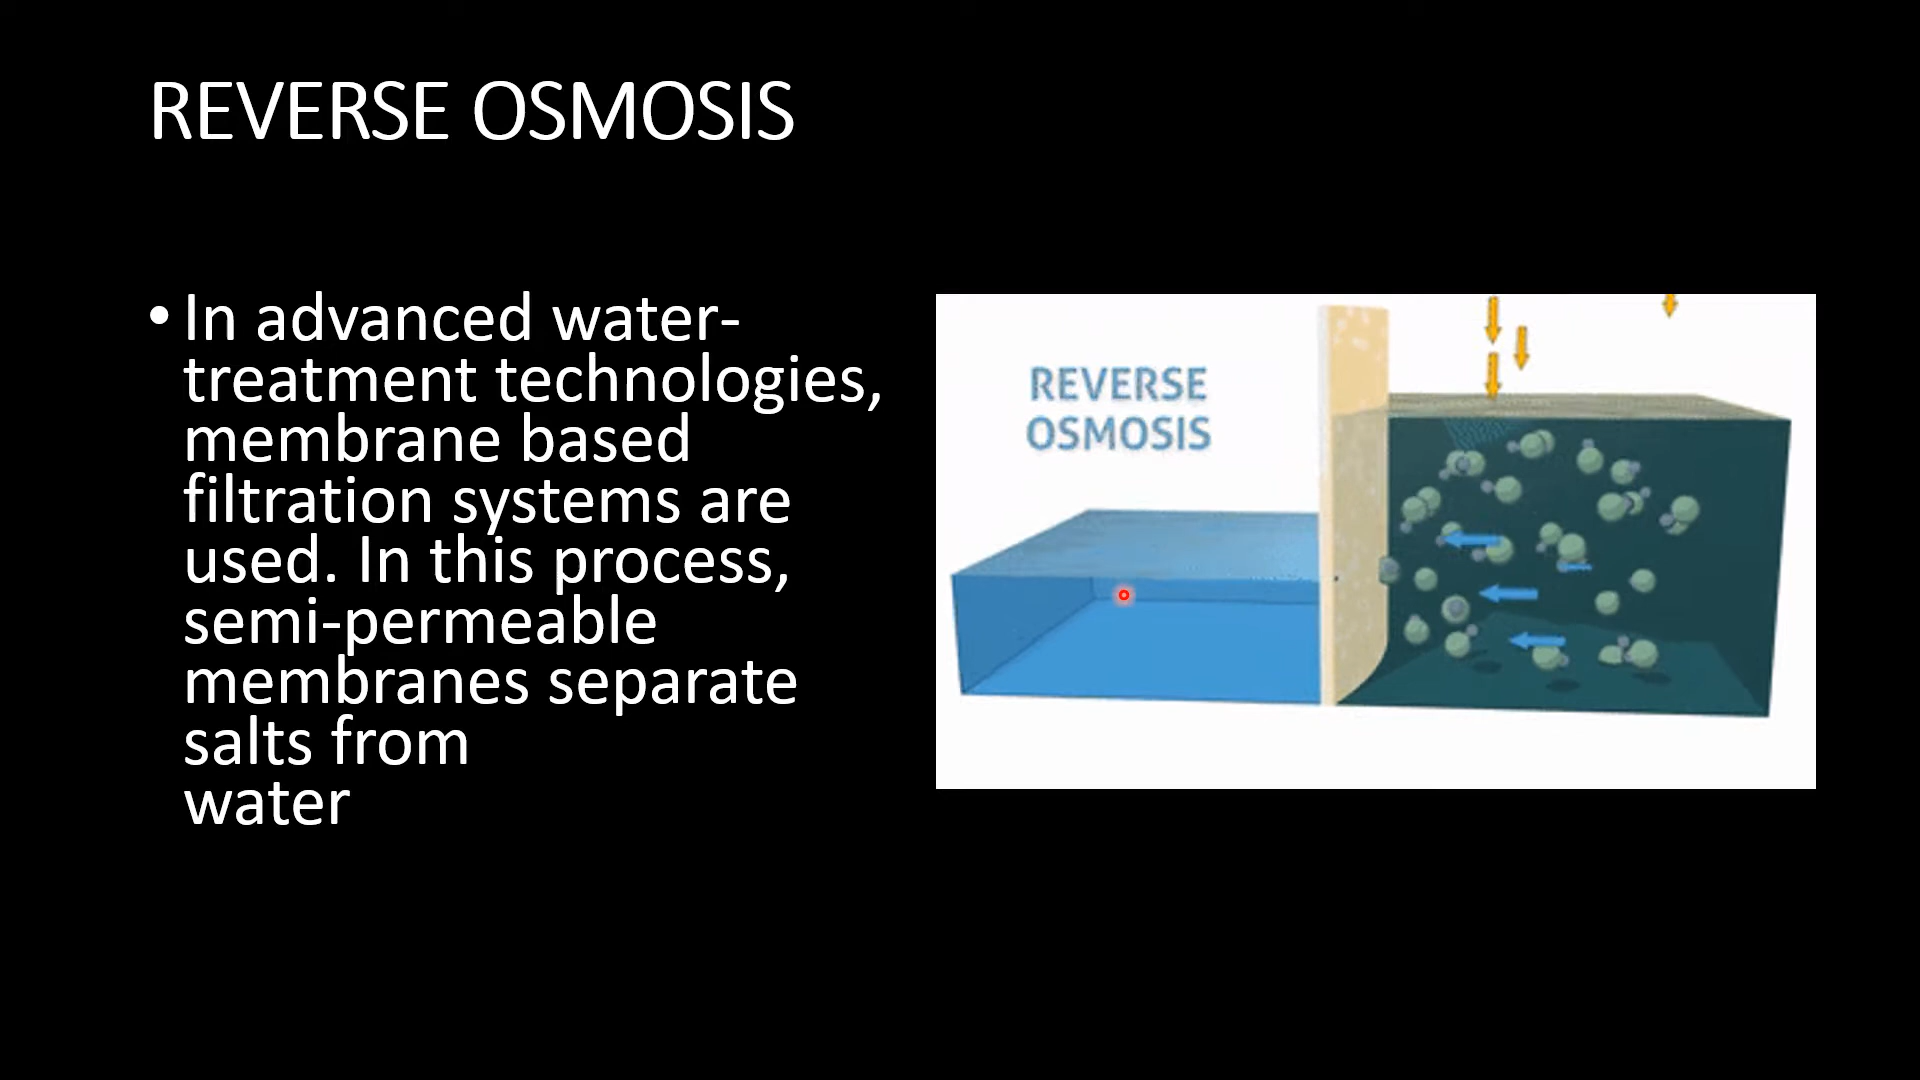 REVERSE OSMOSIS
• In advanced water-
treatment technologies,
membrane based
filtration systems are
used. In this process,
semi-permeable
membranes separate
salts from
water
REVERSE
OSMOSIS